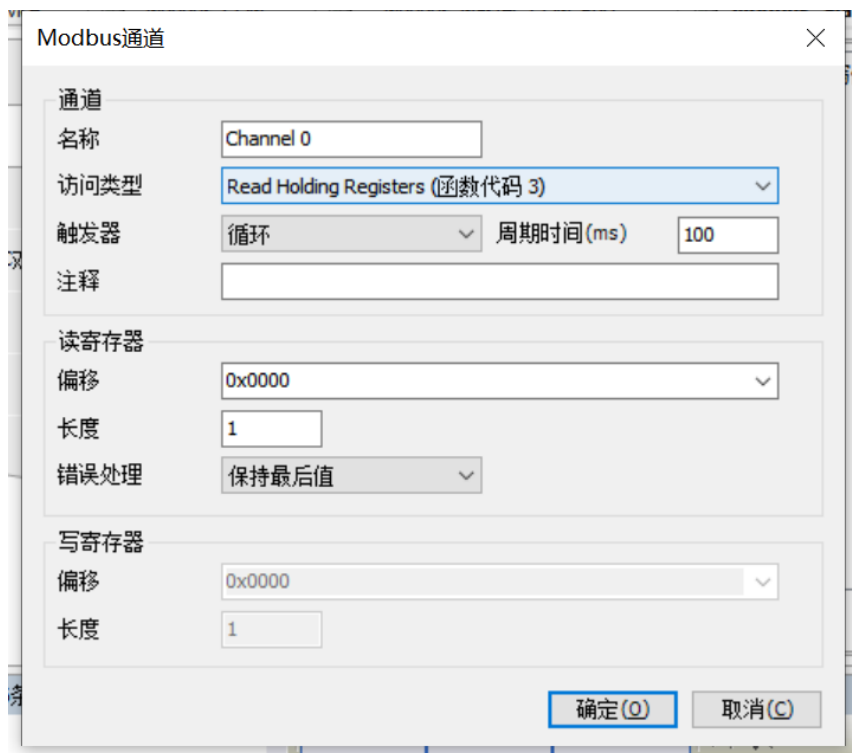 Modbus通道
通道
名称 Channel 0
访问类型 Read Holding Registers (函数代码 3)
触发器 循环 周期时间(ms) 100
注释
读寄存器
偏移 0x0000
长度 1
错误处理 保持最后值
写寄存器
偏移 0x0000
长度 1
确定(O) 取消(C)